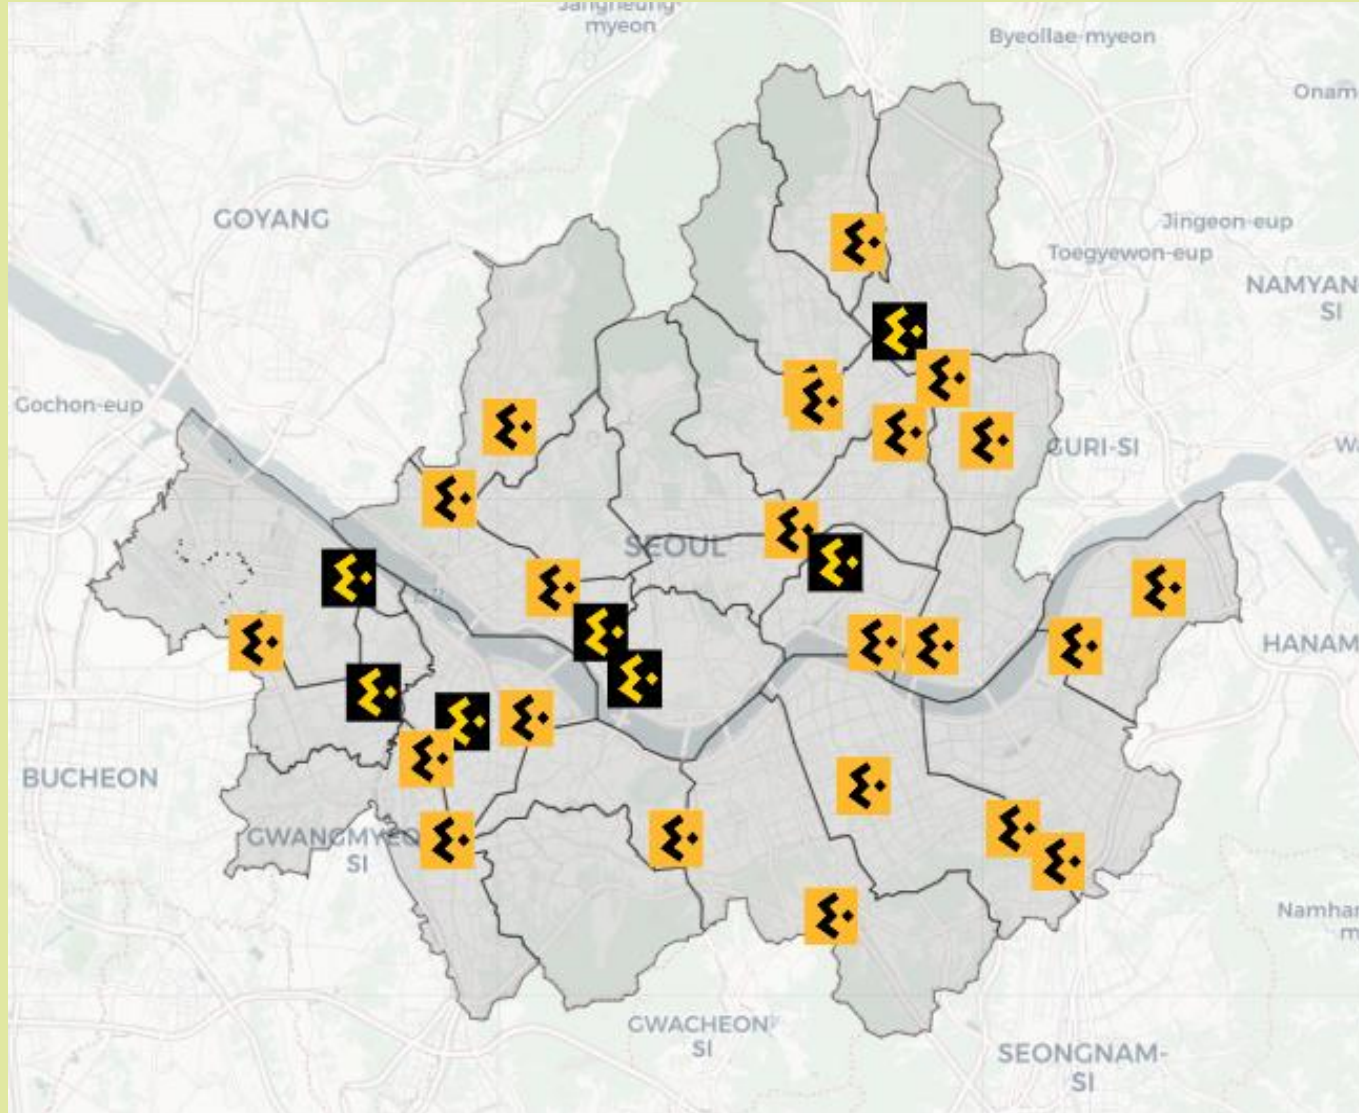 myeon
Byeollae-myeon
Onam
GOYANG
Jingeon-eup
Toegyewon-eup
NAMYAN
SI
Gochon-eup
GURI-SI
SEOUL
HANAM
BUCHEON
GWANGMYEO
SI
Namhar
GWACHEON
SI
SEONGNAM-
SI